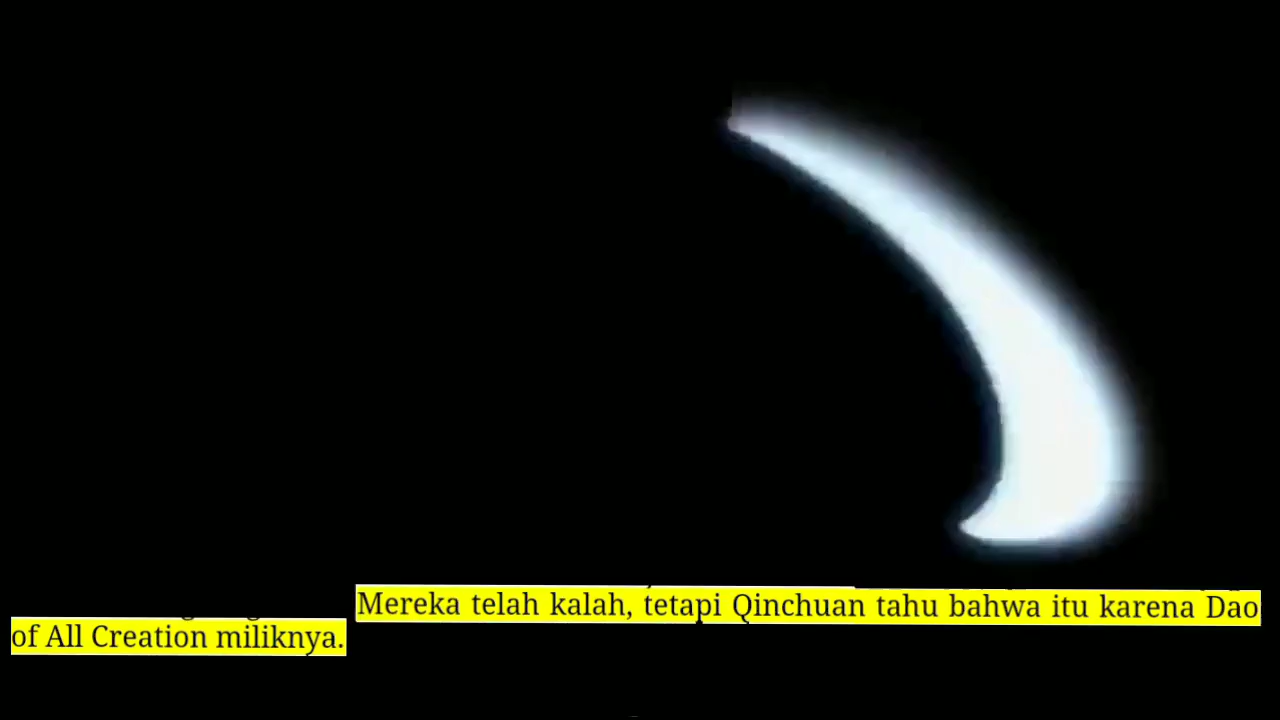 Mereka telah kalah, tetapi Qinchuan tahu bahwa itu karena Dao
of All Creation miliknya.